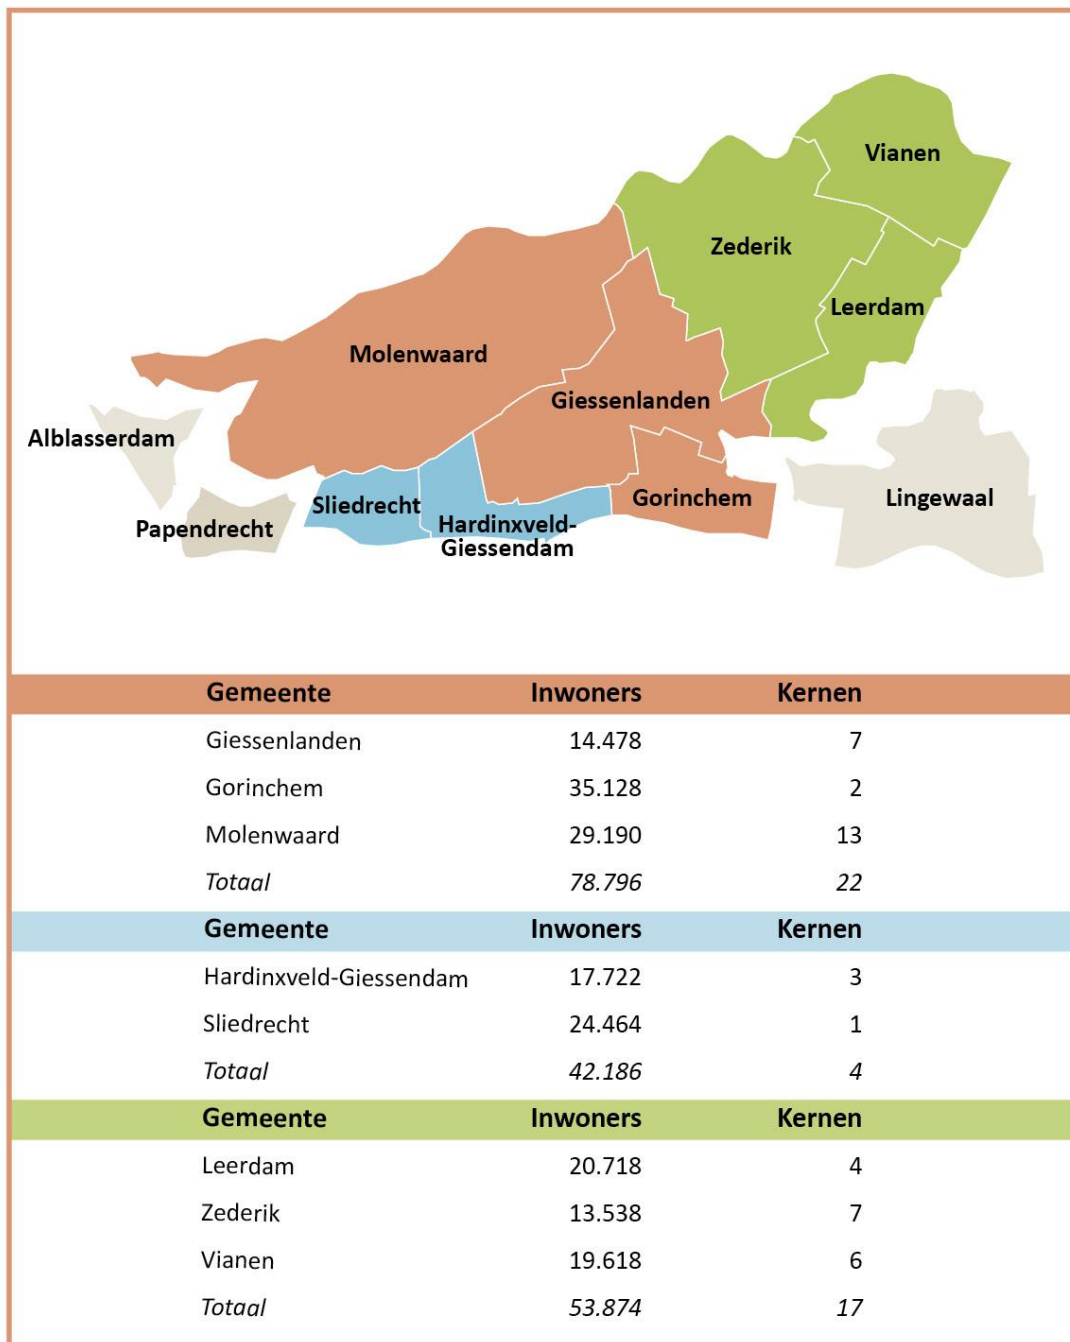 Vianen
Zederik
Leerdam
Molenwaard
Giessenlanden
Alblasserdam
Gorinchem
Lingewaal
Sliedrecht
Papendrecht
Hardinxveld-
Giessendam
Gemeente Inwoners Kernen
Giessenlanden 14.478 7
Gorinchem 35.128 2
Molenwaard 29.190 13
Totaal 78.796 22
Gemeente Inwoners Kernen
Hardinxveld-Giessendam 17.722 3
Sliedrecht 24.464 1
Totaal 42.186 4
Gemeente Inwoners Kernen
Leerdam 20.718 4
Zederik 13.538 7
Vianen 19.618 6
Totaal 53.874 17